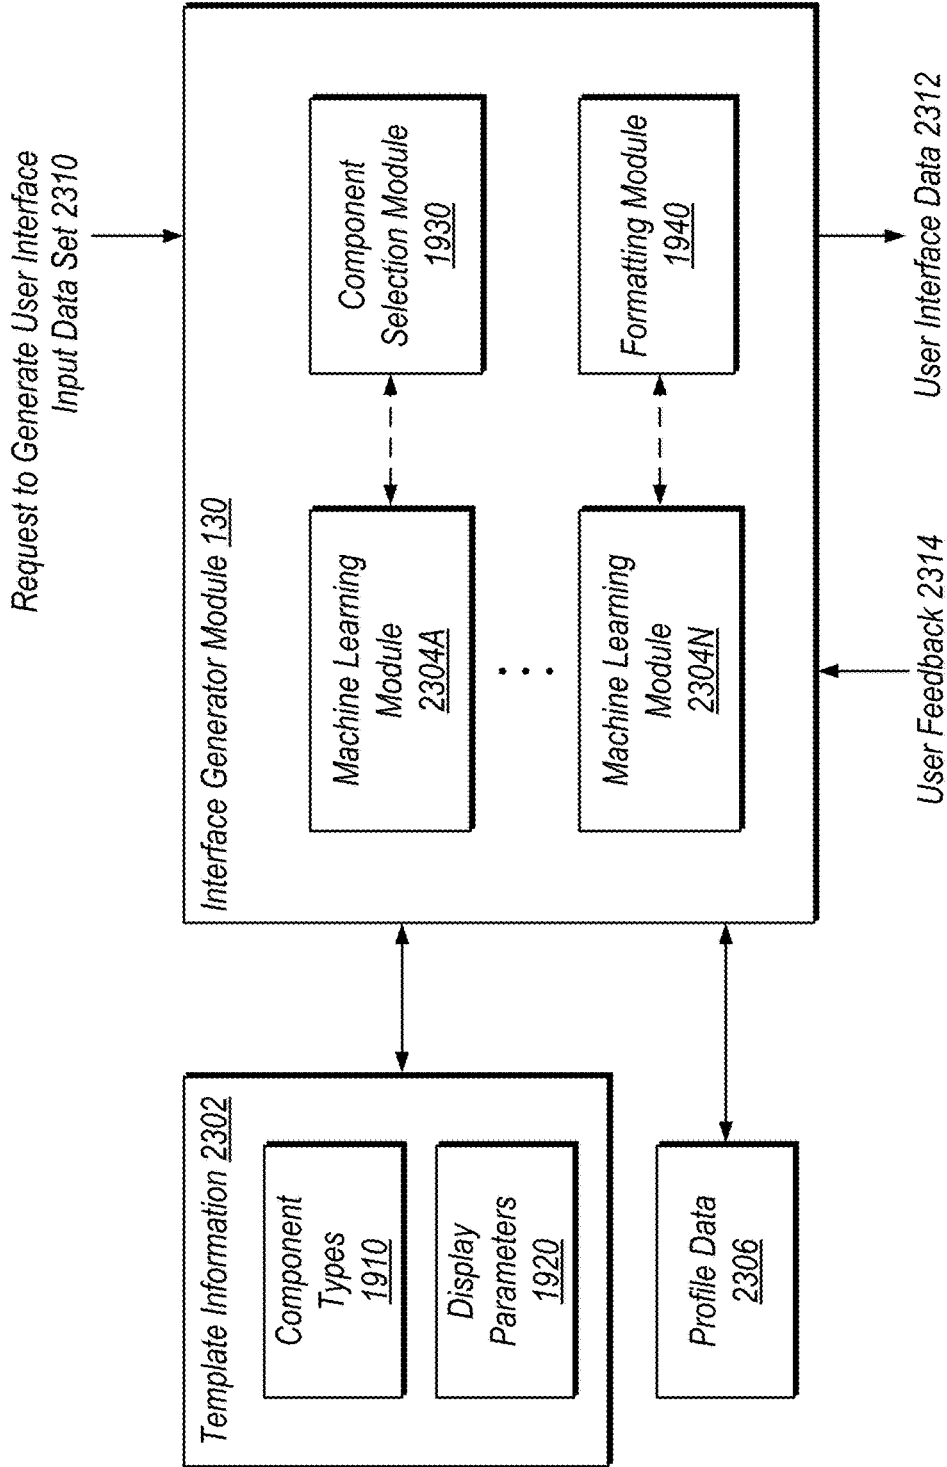 Request to Generate User Interface
Input Data Set 2310
Template Information 2302
Component
Types
1910
Display
Parameters
1920
Profile Data
2306
Interface Generator Module 130
Machine Learning
Module
2304A
Component
Selection Module
1930
Machine Learning
Module
2304N
Formatting Module
1940
User Feedback 2314
User Interface Data 2312